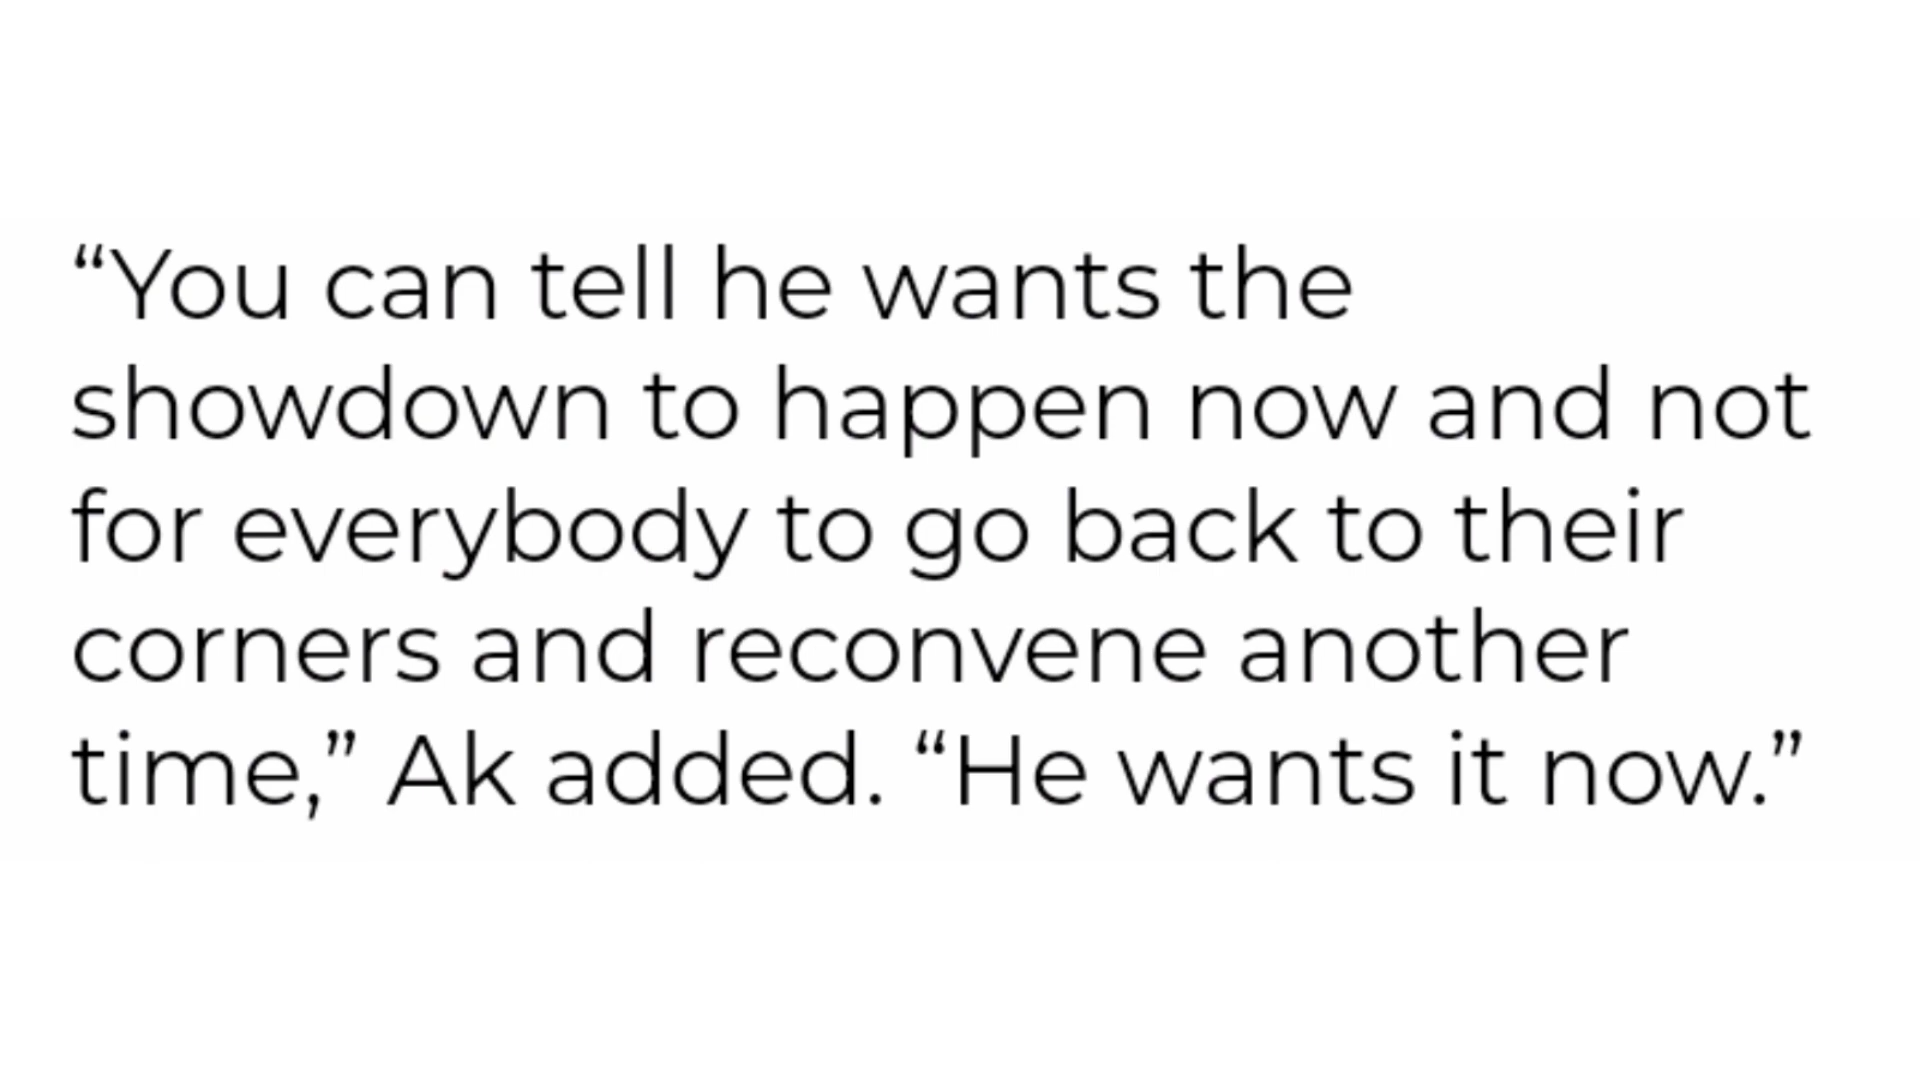 “You can tell he wants the
showdown to happen now and not
for everybody to go back to their
corners and reconvene another
time,” Ak added. “He wants it now.”